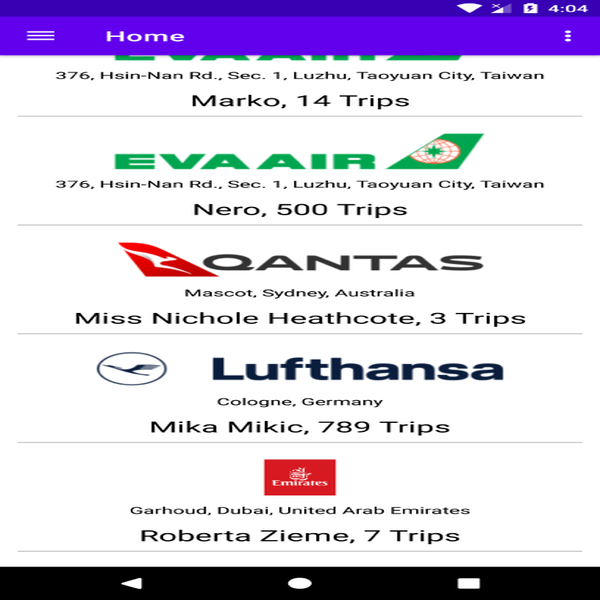 4:04
Home
EVA AIR
376, Hsin-Nan Rd., Sec. 1, Luzhu, Taoyuan City, Taiwan
Marko, 14 Trips
EVA AIR
376, Hsin-Nan Rd., Sec. 1, Luzhu, Taoyuan City, Taiwan
Nero, 500 Trips
QANTAS
Mascot, Sydney, Australia
Miss Nichole Heathcote, 3 Trips
Lufthansa
Cologne, Germany
Mika Mikic, 789 Trips
Emirates
Garhoud, Dubai, United Arab Emirates
Roberta Zieme, 7 Trips